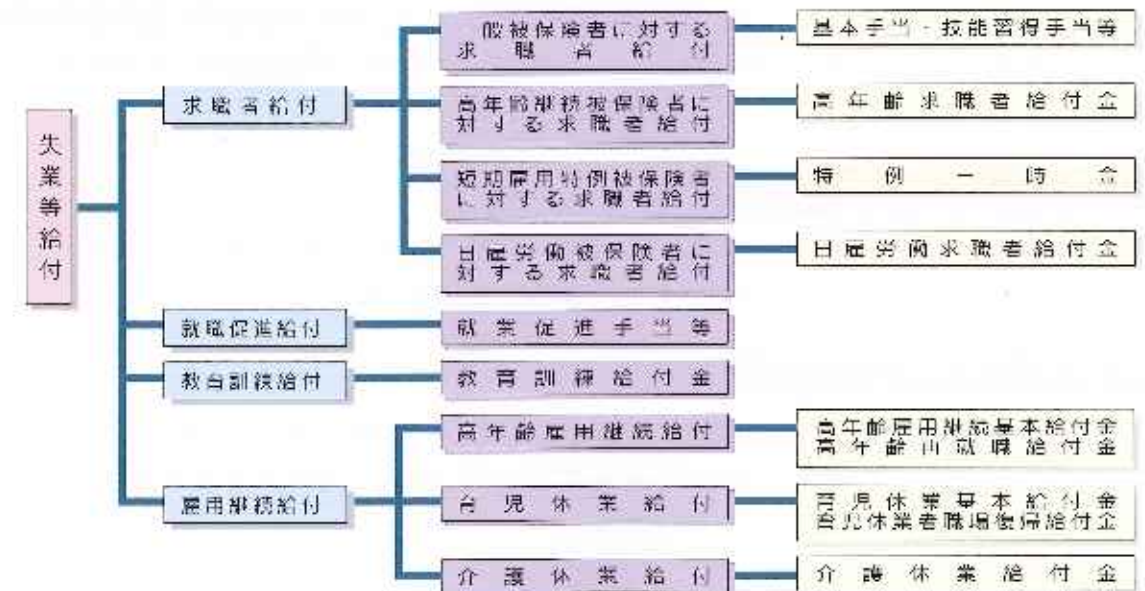 失業等給付
求職者給付
一般被保険者に対する
求職者給付
基本手当・技能習得手当等
高年齢継続被保険者に
対する求職者給付
高年齢求職者給付金
短期雇用特例被保険者
に対する求職者給付
特例一時金
日雇労働被保険者に
対する求職者給付
日雇労働求職者給付金
就職促進給付
就業促進手当等
教育訓練給付
教育訓練給付金
雇用継続給付
高年齢雇用継続給付
高年齢雇用継続基本給付金
高年齢再就職給付金
育児休業給付
育児休業基本給付金
育児休業者職場復帰給付金
介護休業給付
介護休業給付金